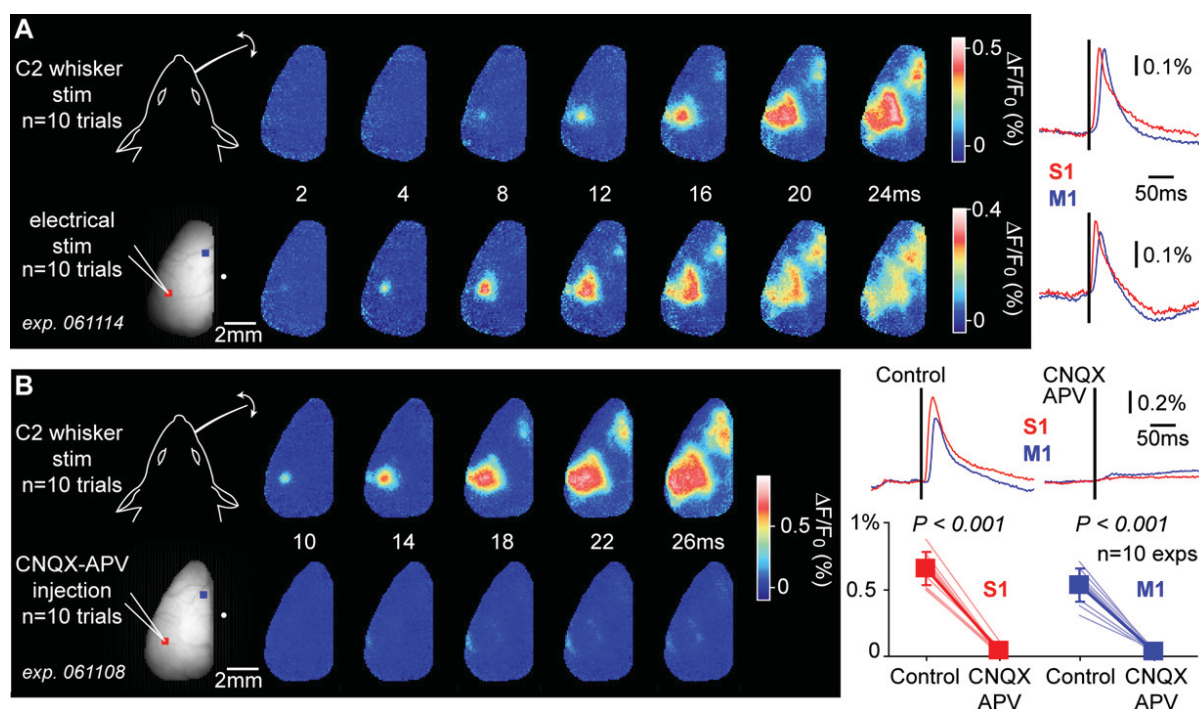 A
C2 whisker
stim
n=10 trials
0.5
0
ΔF/F₀ (%)
0.1%
2
4
8
12
16
20
24ms
S1
M1
50ms
electrical
stim
n=10 trials
exp. 061114
2mm
0.4
0
ΔF/F₀ (%)
0.1%
B
C2 whisker
stim
n=10 trials
10
14
18
22
26ms
0.5
0
ΔF/F₀ (%)
CNQX-APV
injection
n=10 trials
exp. 061108
2mm
Control
CNQX
APV
0.2%
50ms
S1
M1
1%
0.5
0
P < 0.001
P < 0.001
n=10 exps
S1
M1
Control
CNQX
APV
Control
CNQX
APV